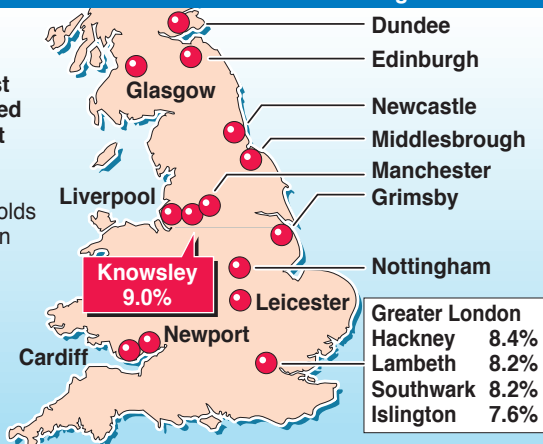 Dundee
Edinburgh
Glasgow
Newcastle
Middlesbrough
Manchester
Liverpool
Grimsby
Knowsley
9.0%
Nottingham
Leicester
Newport
Cardiff
Greater London
Hackney 8.4%
Lambeth 8.2%
Southwark 8.2%
Islington 7.6%